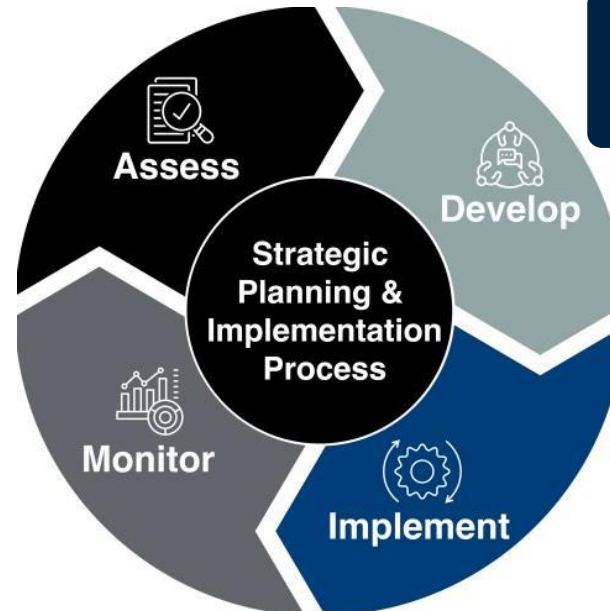 Assess
Develop
Strategic
Planning &
Implementation
Process
Monitor
Implement